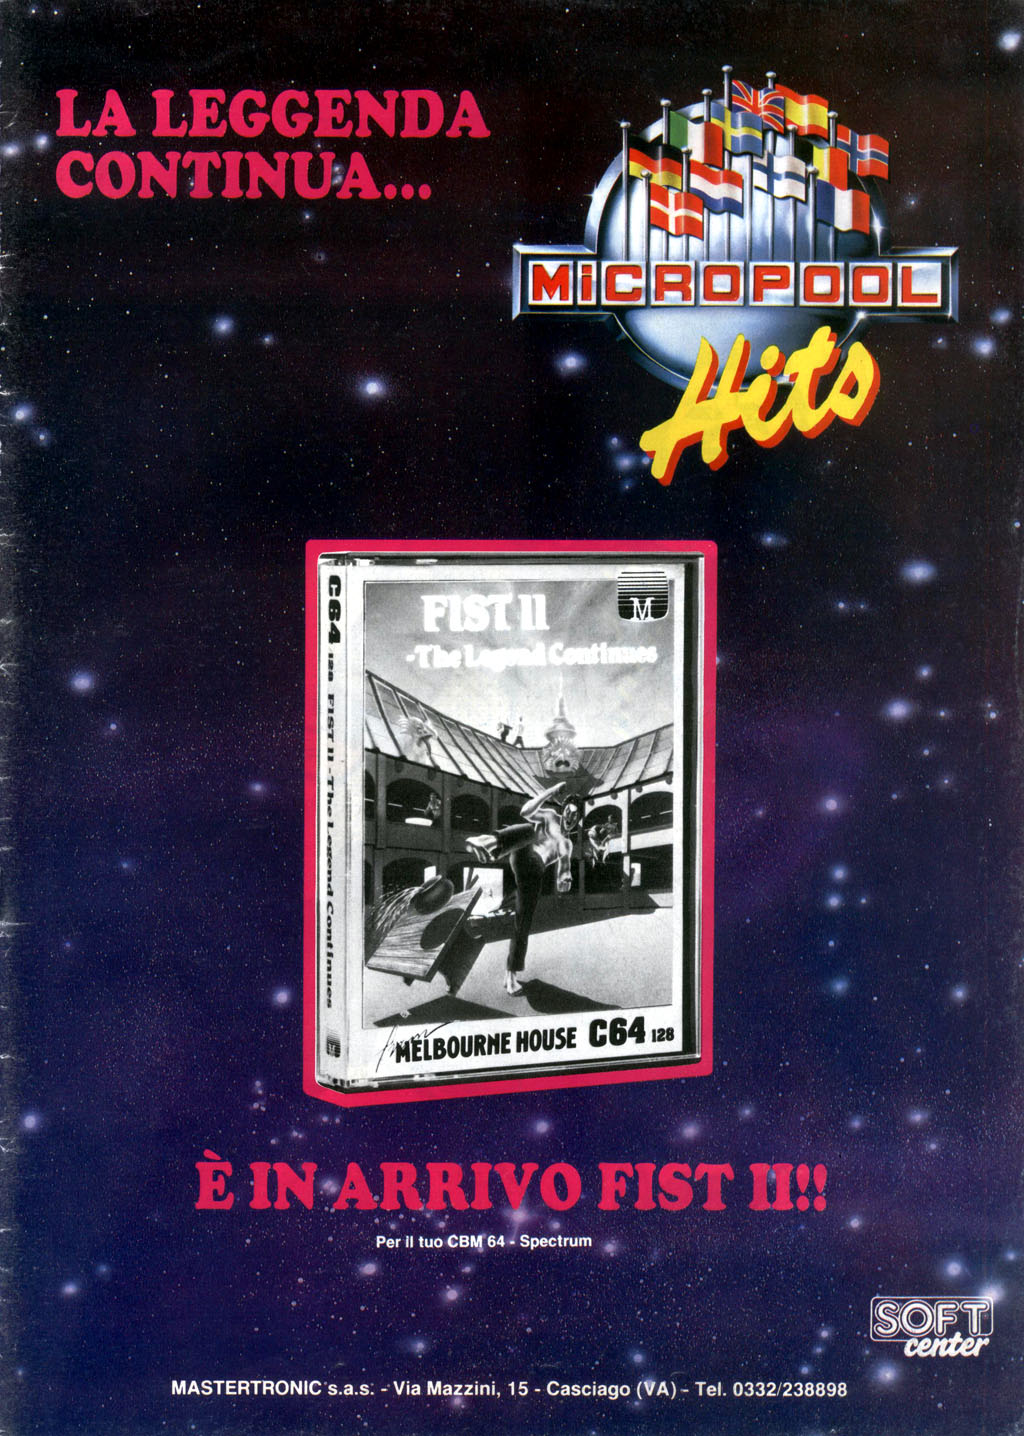 LA LEGGENDA
CONTINUA...
MiCROPOOL
Hits
C64 128 FIST II - The Legend Continues
FIST II
-The Legend Continues
M
from
MELBOURNE HOUSE C64 128
È IN ARRIVO FIST II!!
Per il tuo CBM 64 - Spectrum
SOFT
center
MASTERTRONIC s.a.s. - Via Mazzini, 15 - Casciago (VA) - Tel. 0332/238898